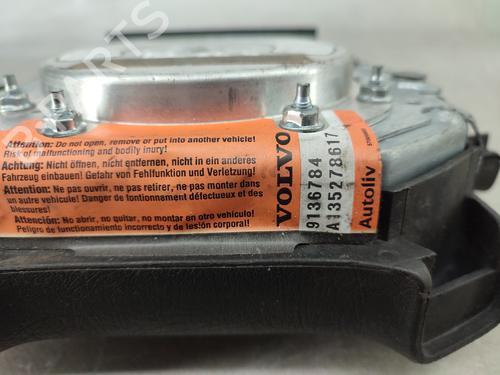 Attention: Do not open, remove or put into another vehicle!
Risk of malfunctioning and bodily injury!
Achtung: Nicht öffnen, nicht entfernen, nicht in ein anderes
Fahrzeug einbauen! Gefahr von Fehlfunktion und Verletzung!
Attention: Ne pas ouvrir, ne pas retirer, ne pas monter dans
un autre vehicule! Danger de tontionnement défectueux et des
blessures!
Atención: No abrir, no quitar, no montar en otro vehículo!
Peligro de funcionamiento incorrecto y de lesión corporal!
VOLVO
9136784
A135278617
Autoliv